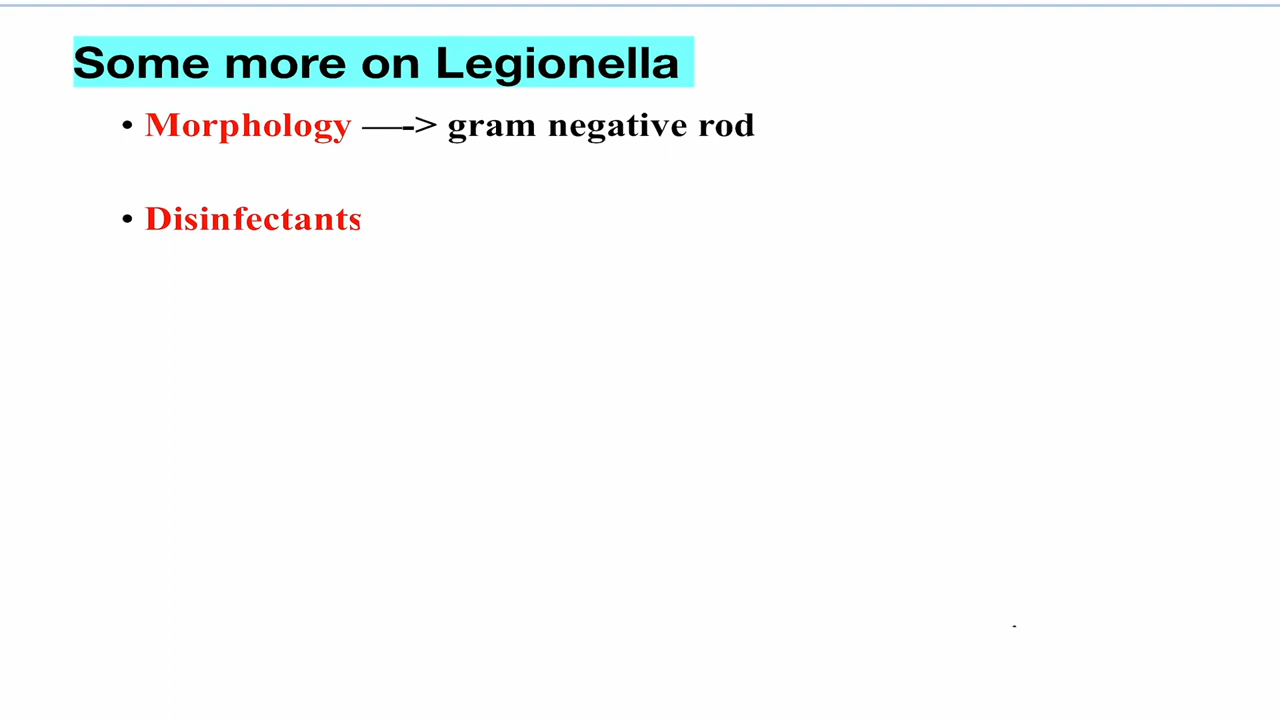 Some more on Legionella
• Morphology —-> gram negative rod
• Disinfectants